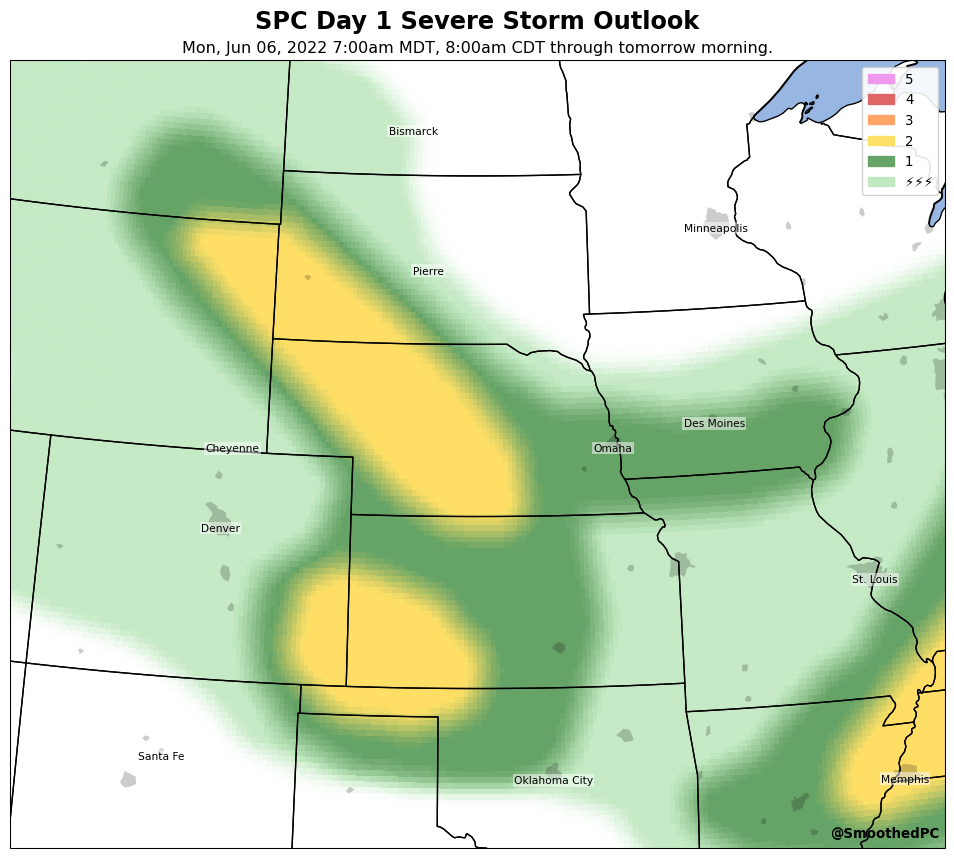 SPC Day 1 Severe Storm Outlook
Mon, Jun 06, 2022 7:00am MDT, 8:00am CDT through tomorrow morning.
5
4
3
2
1
⚡⚡⚡
Bismarck
Minneapolis
Pierre
Des Moines
Cheyenne
Omaha
Denver
St. Louis
Santa Fe
Oklahoma City
Memphis
@SmoothedPC